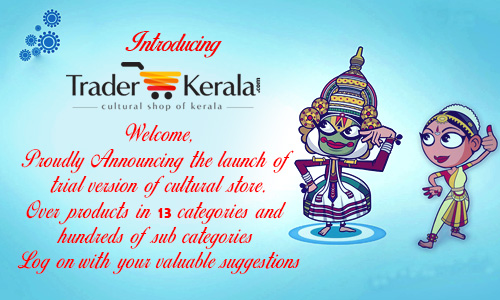 Introducing
Trader Kerala.com
cultural shop of kerala
Welcome,
Proudly Announcing the launch of
trial version of cultural store.
Over products in 13 categories and
hundreds of sub categories
Log on with your valuable suggestions